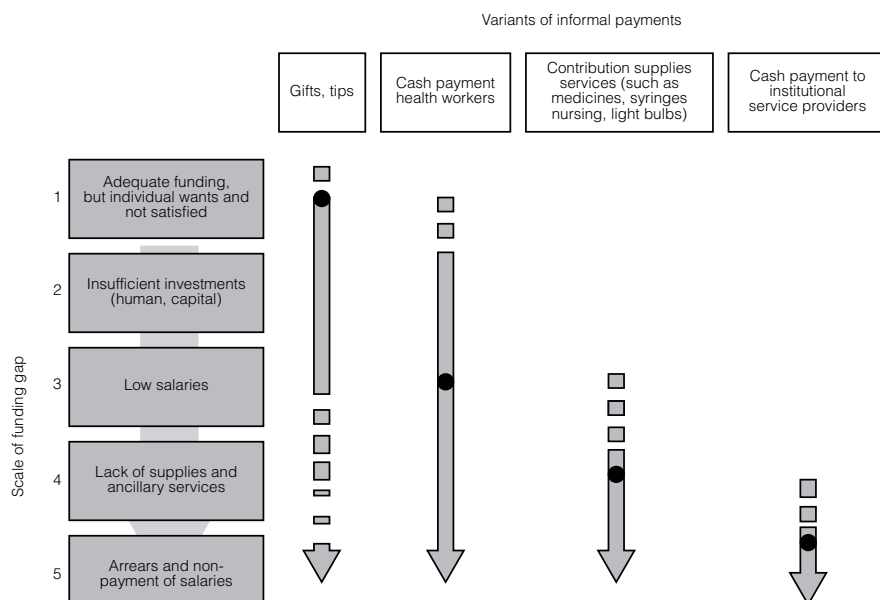 Variants of informal payments
Gifts, tips
Cash payment
health workers
Contribution supplies
services (such as
medicines, syringes
nursing, light bulbs)
Cash payment to
institutional
service providers
Scale of funding gap
1
Adequate funding,
but individual wants and
not satisfied
2
Insufficient investments
(human, capital)
3
Low salaries
4
Lack of supplies and
ancillary services
5
Arrears and non-
payment of salaries